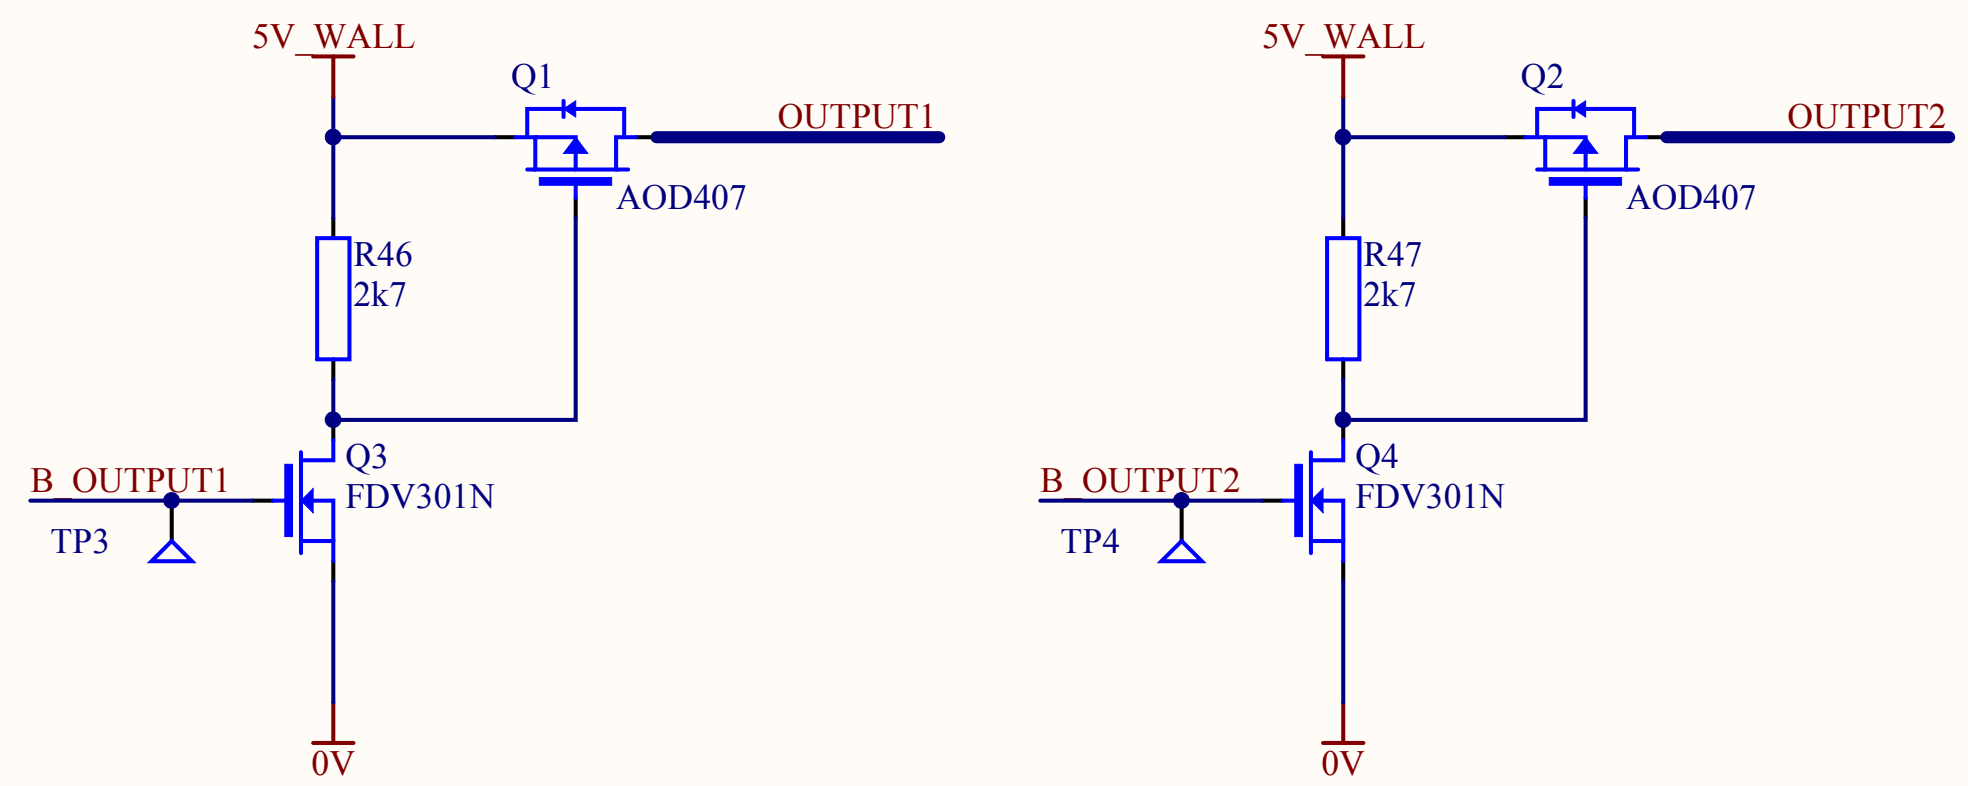 5V_WALL
Q1
OUTPUT1
AOD407
R46
2k7
Q3
FDV301N
B_OUTPUT1
TP3
0V
5V_WALL
Q2
OUTPUT2
AOD407
R47
2k7
Q4
FDV301N
B_OUTPUT2
TP4
0V